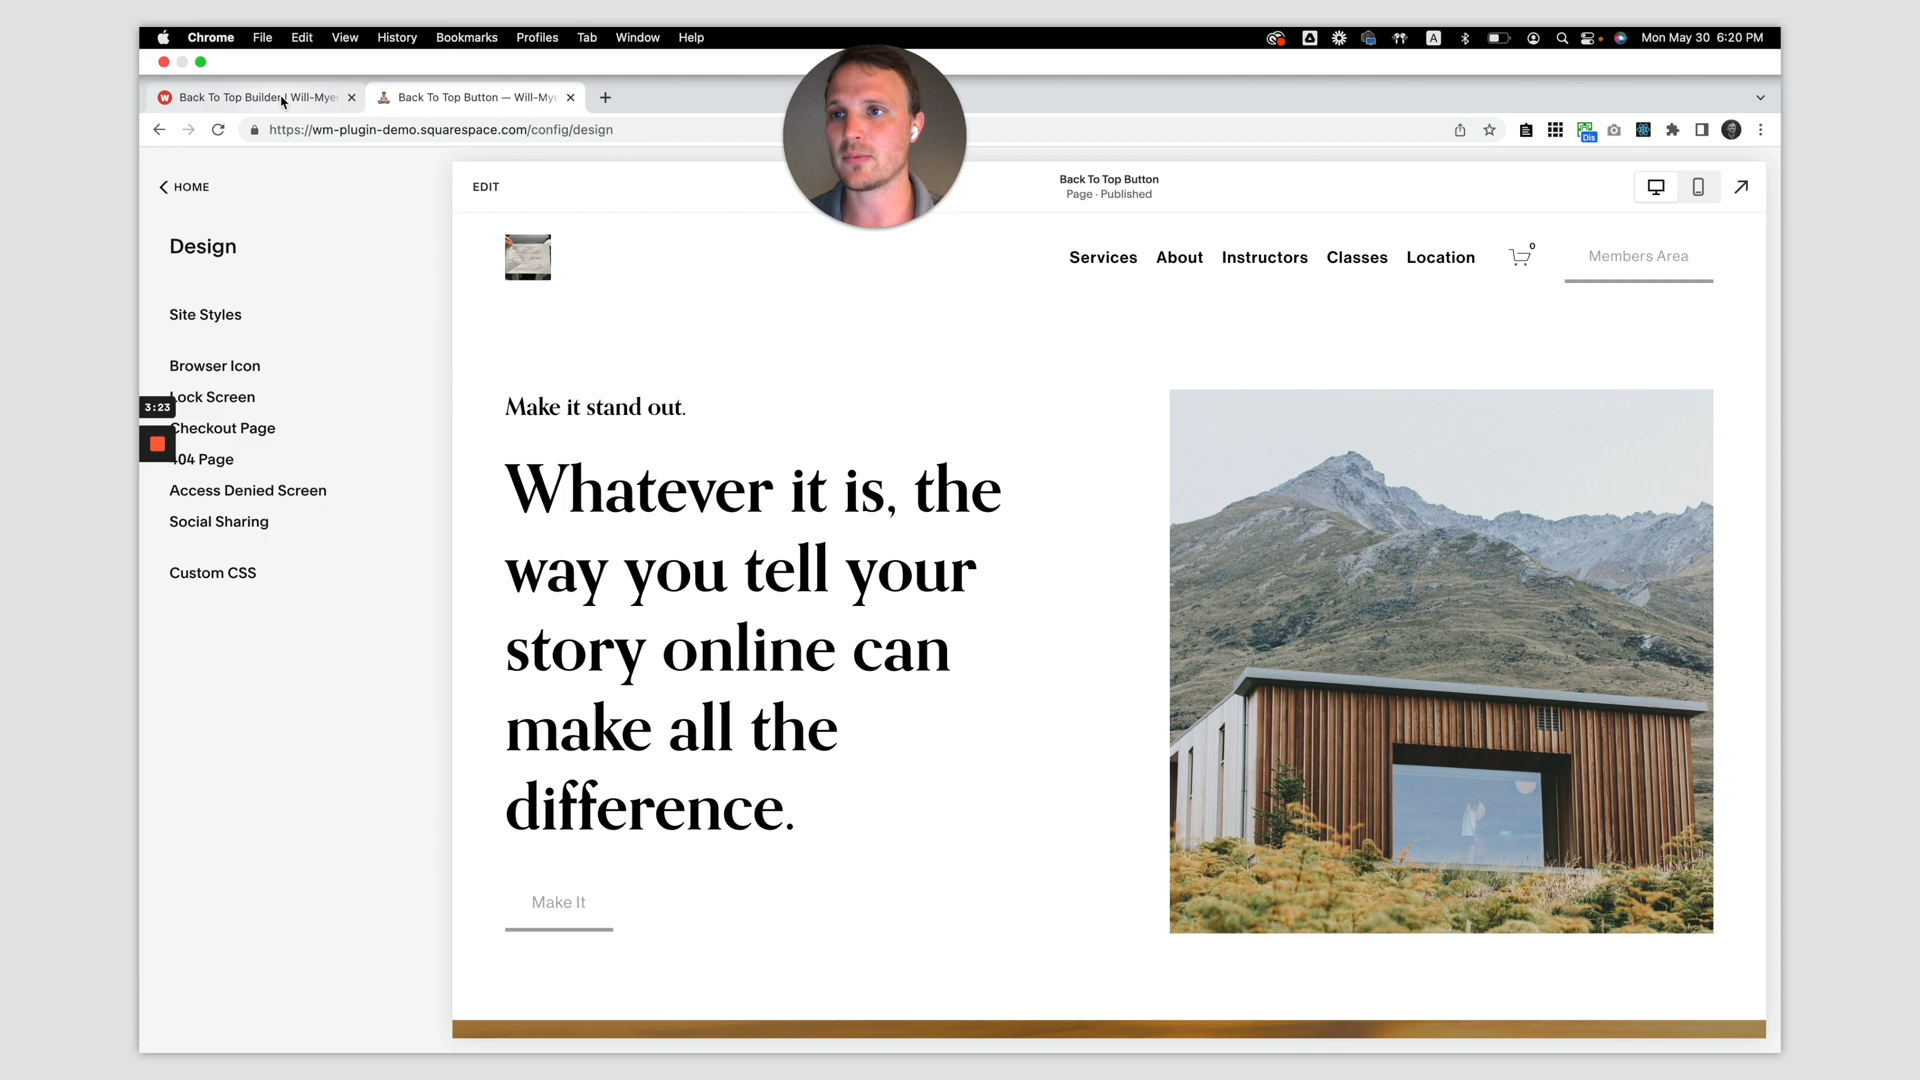 Chrome File Edit View History Bookmarks Profiles Tab Window Help
A
Mon May 30 6:20 PM
W Back To Top Builder | Will-Myer
Back To Top Button — Will-Mye
https://wm-plugin-demo.squarespace.com/config/design
Dis
HOME
EDIT
Back To Top Button
Page · Published
Design
Services About Instructors Classes Location
0
Members Area
Site Styles
Browser Icon
Lock Screen
3:23
Checkout Page
404 Page
Access Denied Screen
Social Sharing
Custom CSS
Make it stand out.
Whatever it is, the
way you tell your
story online can
make all the
difference.
Make It